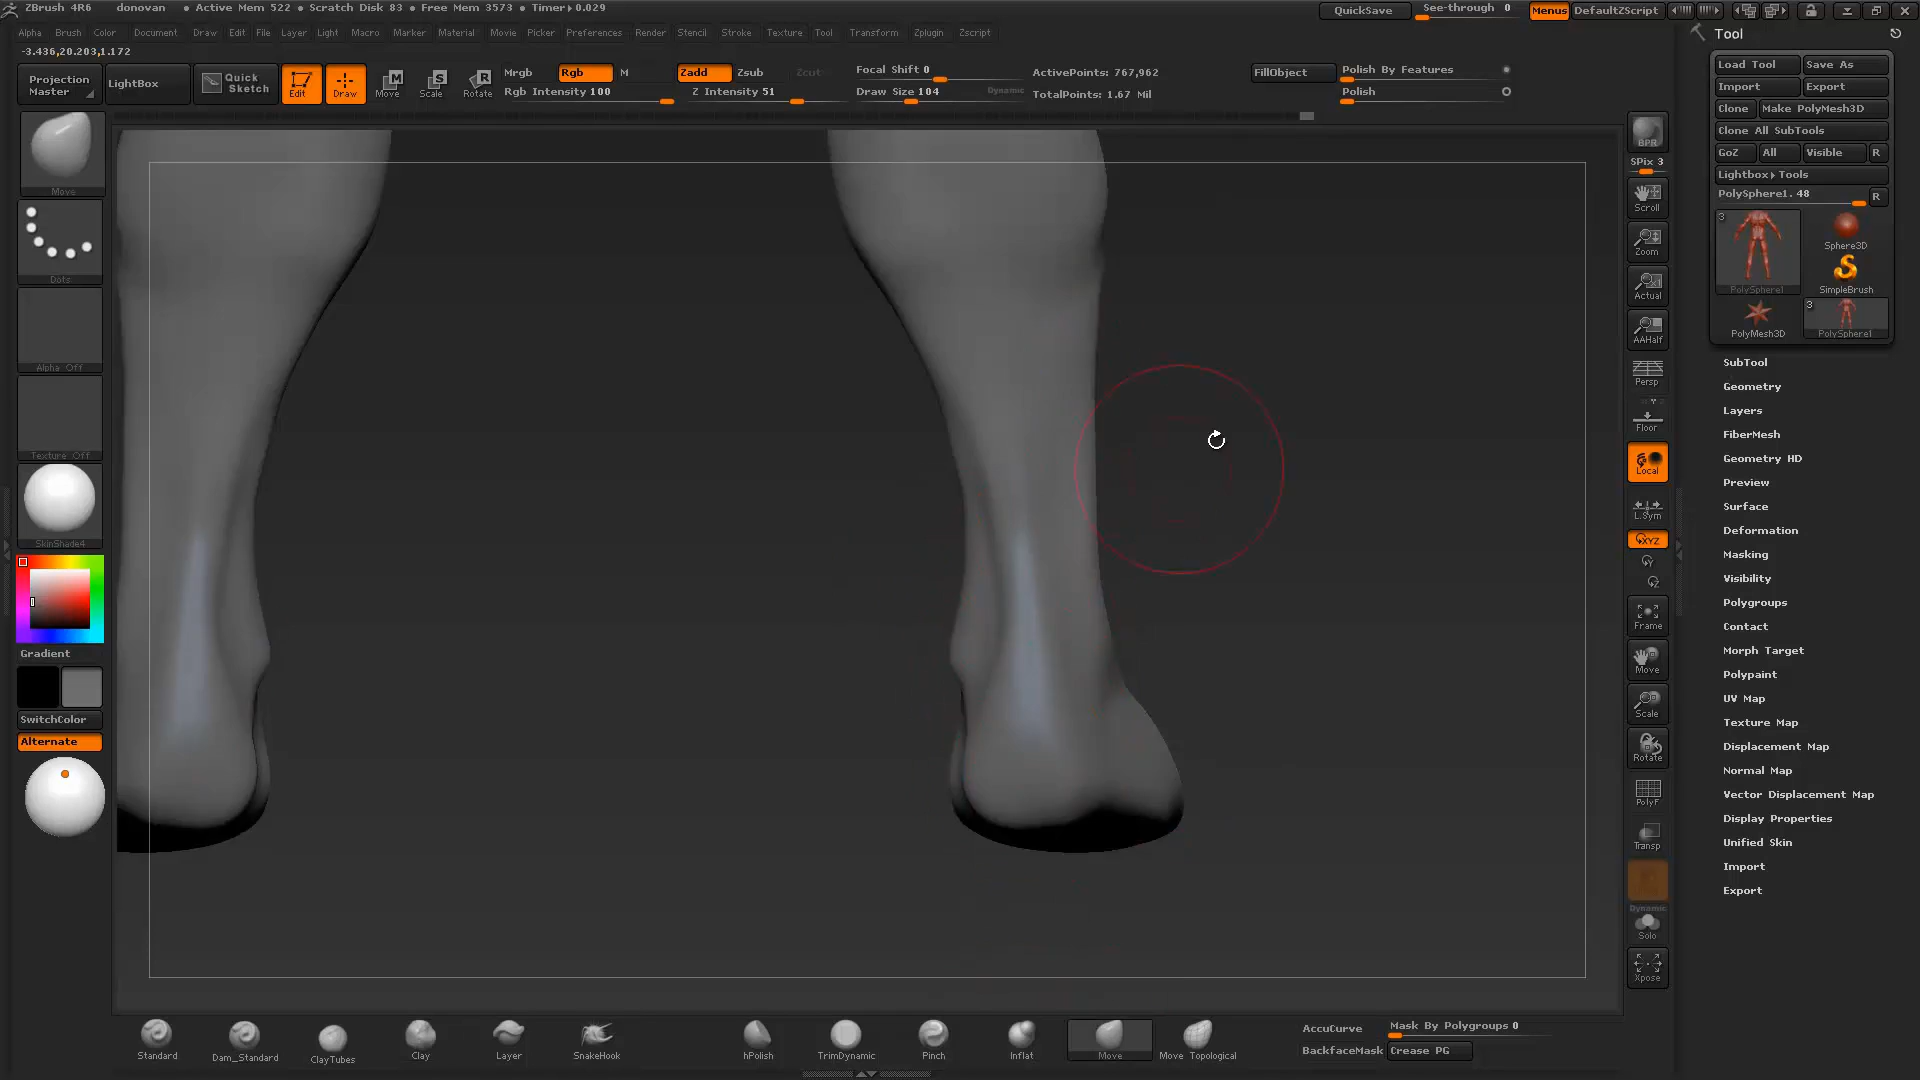 ZBrush 4R6 donovan • Active Mem 522 • Scratch Disk 83 • Free Mem 3573 • Timer▸0.029 QuickSave See-through 0 Menus DefaultZScript
Alpha Brush Color Document Draw Edit File Layer Light Macro Marker Material Movie Picker Preferences Render Stencil Stroke Texture Tool Transform Zplugin Zscript
-3.436,20.203,1.172
Projection Master
LightBox
Quick Sketch
Edit
Draw
Move
Scale
Rotate
Mrgb Rgb M
Rgb Intensity 100
Zadd Zsub Zcut
Z Intensity 51
Focal Shift 0
Draw Size 104 Dynamic
ActivePoints: 767,962
TotalPoints: 1.67 Mil
FillObject
Polish By Features
Polish
Move
Dots
Alpha Off
Texture Off
SkinShade4
Gradient
SwitchColor
Alternate
BPR
SPix 3
Scroll
Zoom
Actual
AAHalf
Persp
Floor
Local
L.Sym
XYZ
Y
Z
Frame
Move
Scale
Rotate
PolyF
Transp
Dynamic
Solo
Xpose
Tool
Load Tool Save As
Import Export
Clone Make PolyMesh3D
Clone All SubTools
GoZ All Visible R
Lightbox▸Tools
PolySphere1. 48 R
3
PolySphere1
Sphere3D
SimpleBrush
PolyMesh3D
3
PolySphere1
SubTool
Geometry
Layers
FiberMesh
Geometry HD
Preview
Surface
Deformation
Masking
Visibility
Polygroups
Contact
Morph Target
Polypaint
UV Map
Texture Map
Displacement Map
Normal Map
Vector Displacement Map
Display Properties
Unified Skin
Import
Export
Standard
Dam_Standard
ClayTubes
Clay
Layer
SnakeHook
hPolish
TrimDynamic
Pinch
Inflat
Move
Move Topological
AccuCurve
Mask By Polygroups 0
BackfaceMask
Crease PG